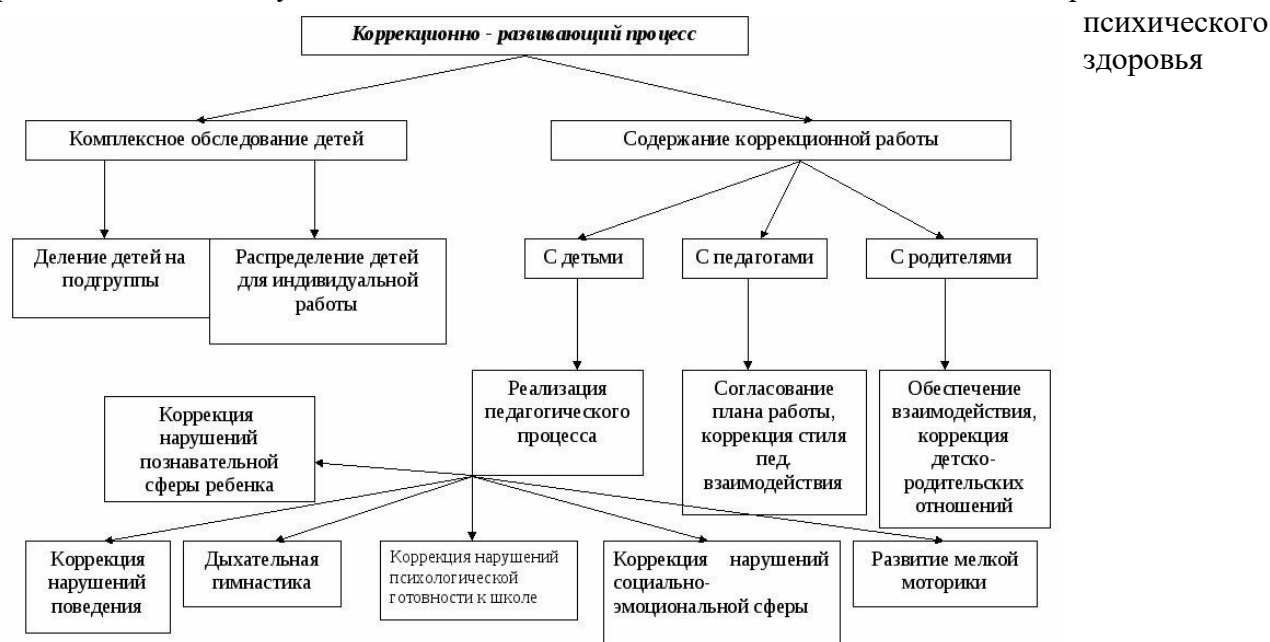 психического
здоровья
Коррекционно - развивающий процесс
Комплексное обследование детей
Содержание коррекционной работы
Деление детей на
подгруппы
Распределение детей
для индивидуальной
работы
С детьми
С педагогами
С родителями
Реализация
педагогического
процесса
Согласование
плана работы,
коррекция стиля
пед.
взаимодействия
Обеспечение
взаимодействия,
коррекция
детско-
родительских
отношений
Коррекция
нарушений
познавательной
сферы ребенка
Коррекция
нарушений
поведения
Дыхательная
гимнастика
Коррекция нарушений
психологической
готовности к школе
Коррекция нарушений
социально-
эмоциональной сферы
Развитие мелкой
моторики